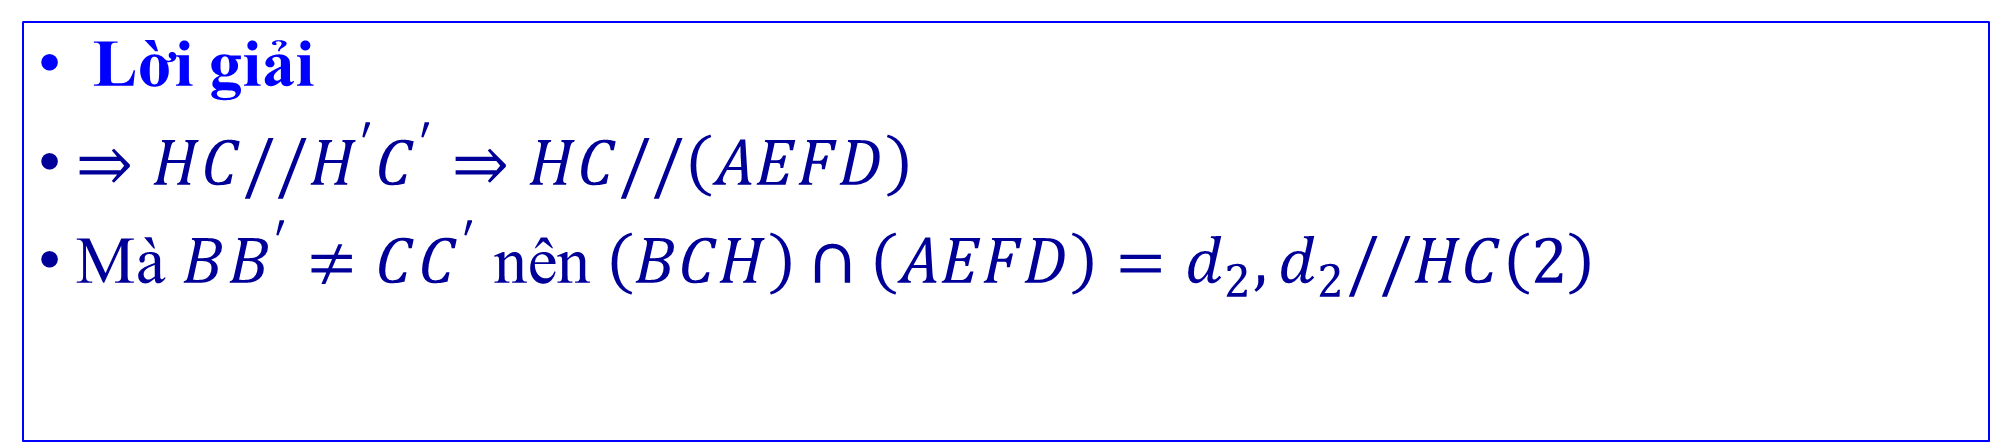 • Lời giải
• ⇒ HC//H′C′ ⇒ HC//(AEFD)
• Mà BB′ ≠ CC′ nên (BCH) ∩ (AEFD) = d₂, d₂//HC(2)